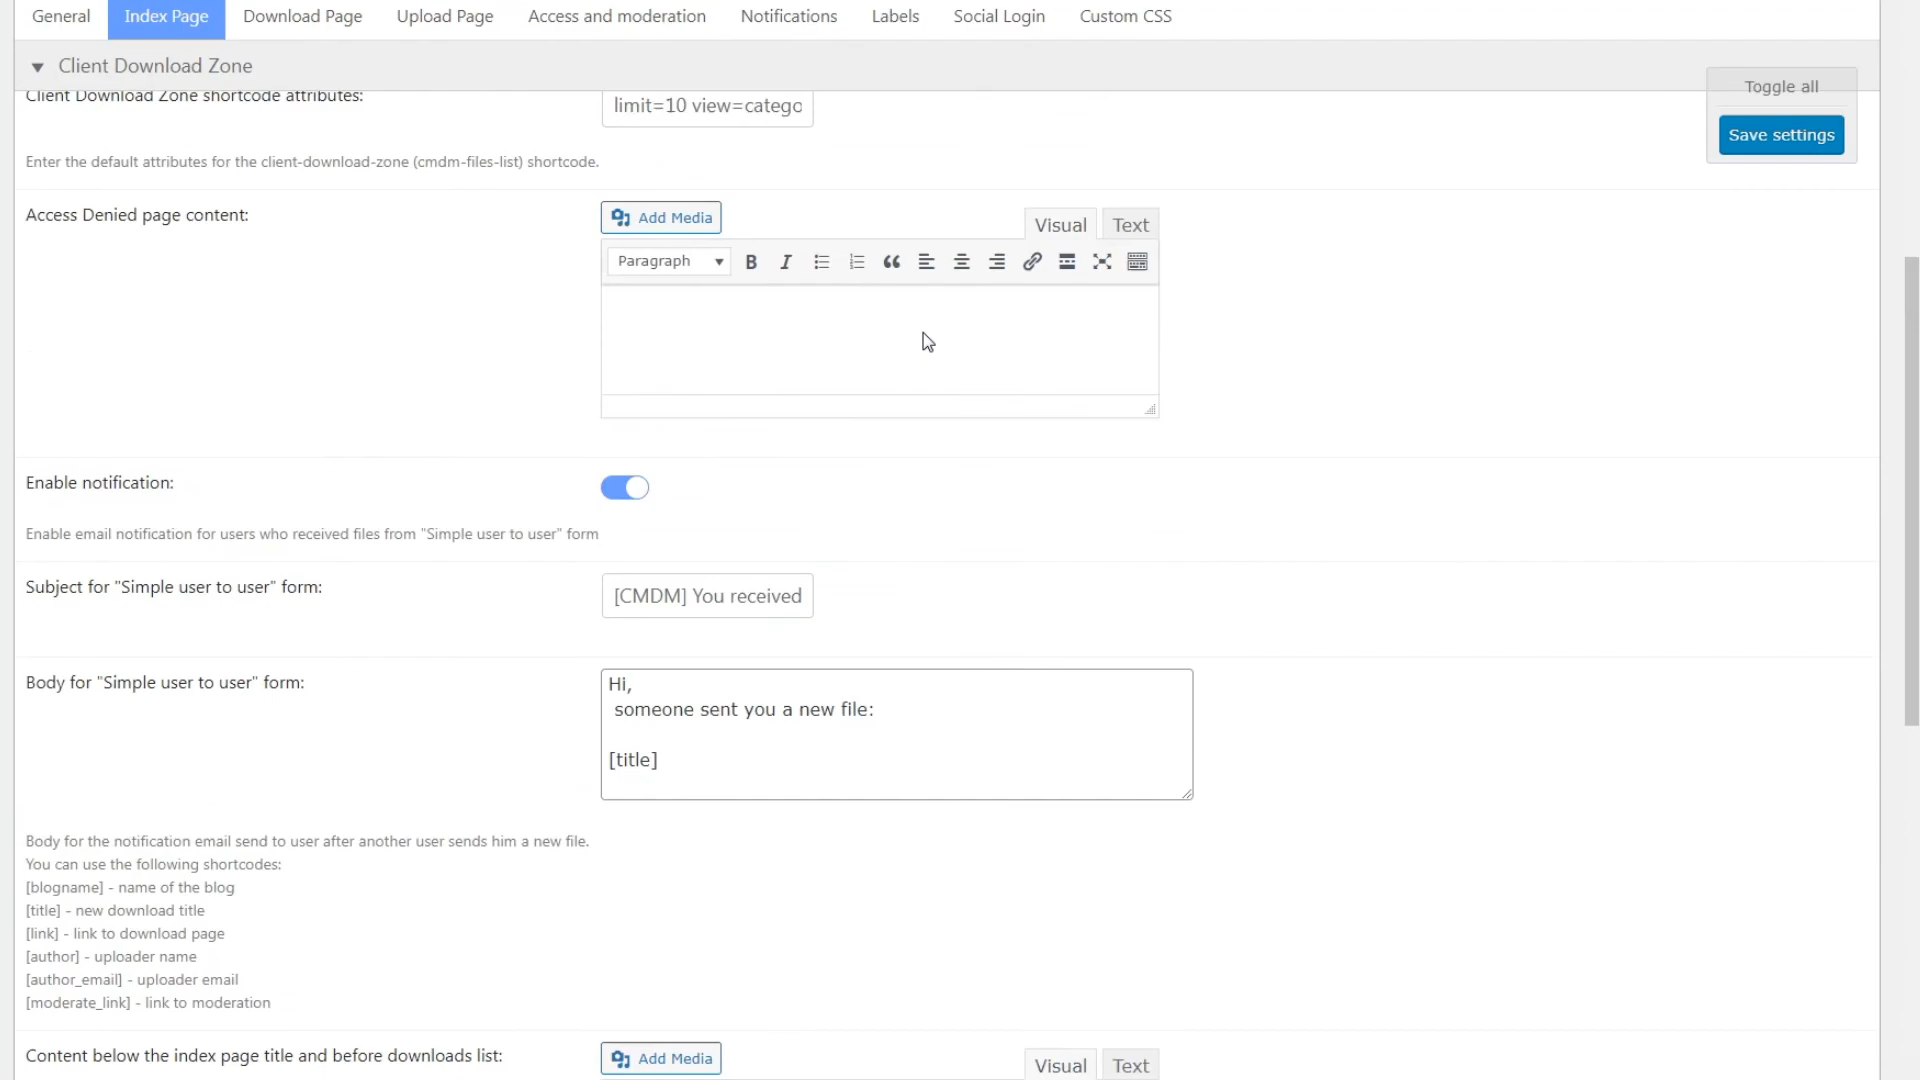 General Index Page Download Page Upload Page Access and moderation Notifications Labels Social Login Custom CSS
Client Download Zone
Toggle all
Save settings
Client Download Zone shortcode attributes:
limit=10 view=catego
Enter the default attributes for the client-download-zone (cmdm-files-list) shortcode.
Access Denied page content:
Add Media
Visual Text
Paragraph
Enable notification:
Enable email notification for users who received files from "Simple user to user" form
Subject for "Simple user to user" form:
[CMDM] You received
Body for "Simple user to user" form:
Hi,
someone sent you a new file:
[title]
Body for the notification email send to user after another user sends him a new file.
You can use the following shortcodes:
[blogname] - name of the blog
[title] - new download title
[link] - link to download page
[author] - uploader name
[author_email] - uploader email
[moderate_link] - link to moderation
Content below the index page title and before downloads list:
Add Media
Visual Text